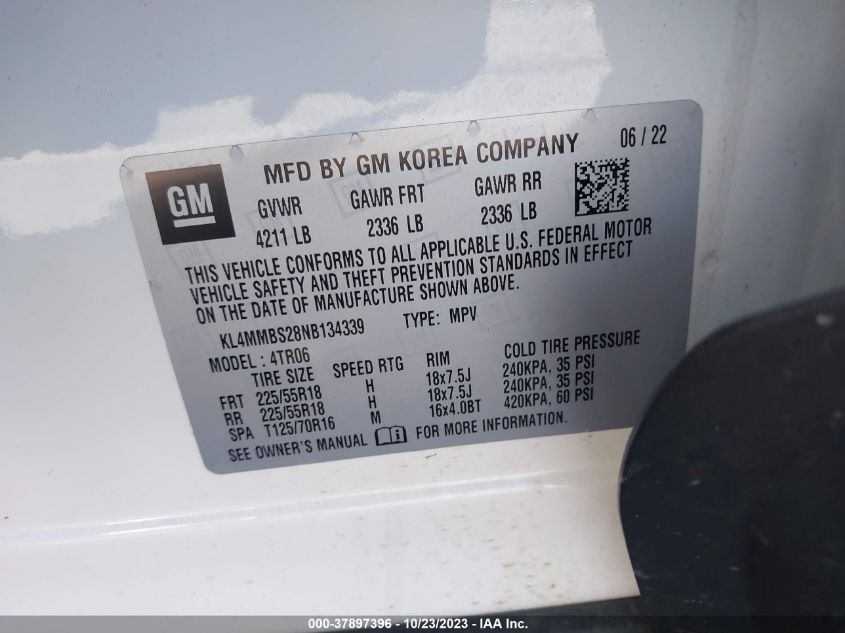 MFD BY GM KOREA COMPANY 06 / 22
GM
GVWR GAWR FRT GAWR RR
4211 LB 2336 LB 2336 LB
THIS VEHICLE CONFORMS TO ALL APPLICABLE U.S. FEDERAL MOTOR
VEHICLE SAFETY AND THEFT PREVENTION STANDARDS IN EFFECT
ON THE DATE OF MANUFACTURE SHOWN ABOVE.
KL4MMBS28NB134339 TYPE: MPV
MODEL : 4TR06
TIRE SIZE SPEED RTG RIM COLD TIRE PRESSURE
FRT 225/55R18 H 18x7.5J 240KPA, 35 PSI
RR 225/55R18 H 18x7.5J 240KPA, 35 PSI
SPA T125/70R16 M 16x4.0BT 420KPA, 60 PSI
SEE OWNER'S MANUAL FOR MORE INFORMATION.
000-37897396 - 10/23/2023 - IAA Inc.